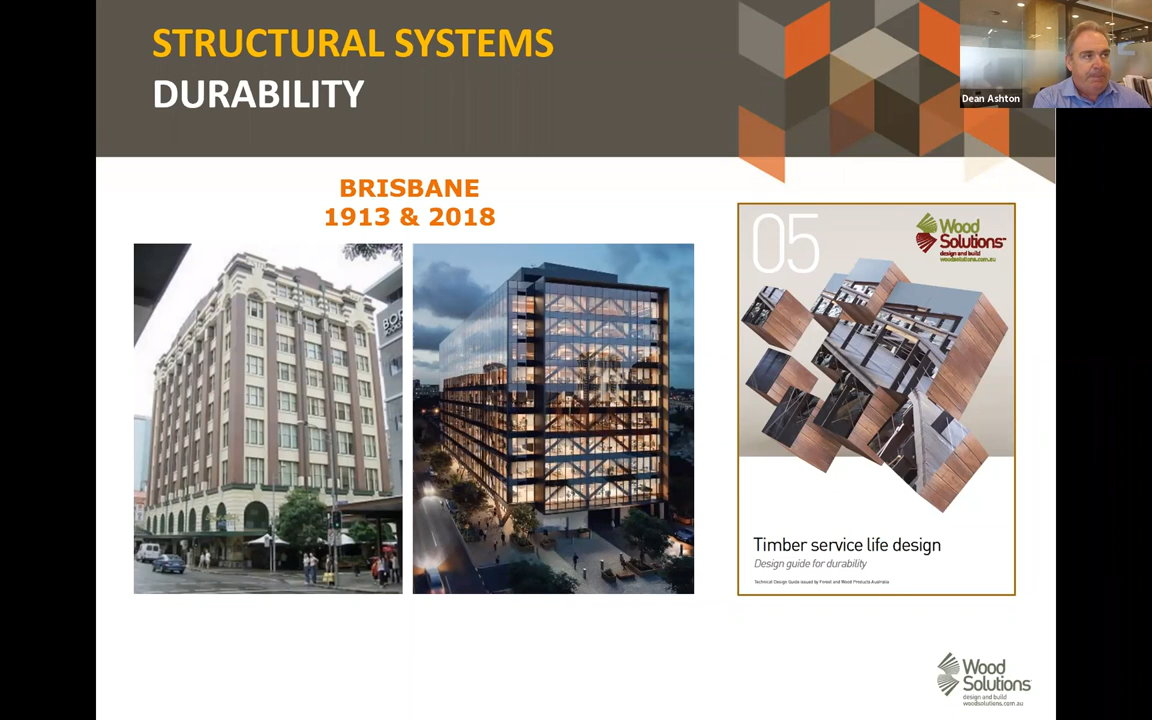 STRUCTURAL SYSTEMS
DURABILITY
Dean Ashton
BRISBANE
1913 & 2018
05
Wood
Solutions™
design and build
woodsolutions.com.au
Timber service life design
Design guide for durability
Technical Design Guide issued by Forest and Wood Products Australia
Wood
Solutions
design and build
woodsolutions.com.au